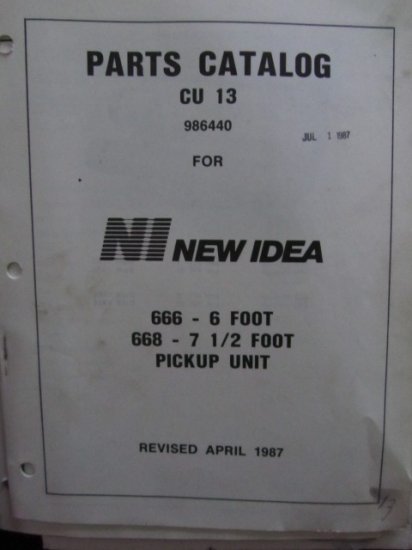 PARTS CATALOG
CU 13
986440
JUL 1 1987
FOR
NI NEW IDEA
666 - 6 FOOT
668 - 7 1/2 FOOT
PICKUP UNIT
REVISED APRIL 1987